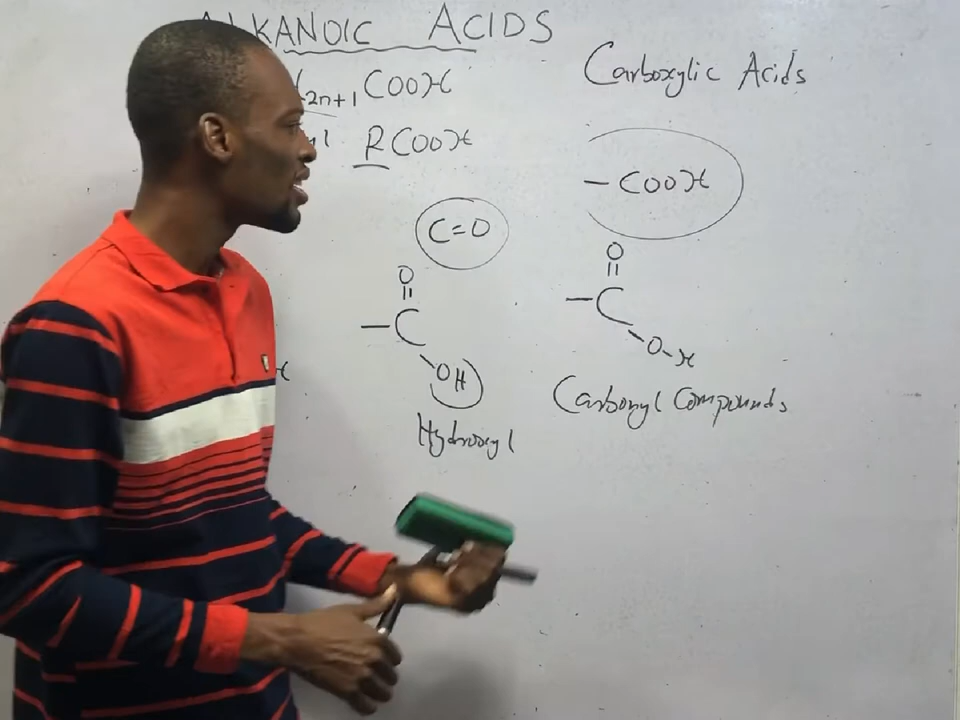 ALKANOIC ACIDS
2n+1 COOH
RCOOH
C=O
O
||
— C
OH
Hydroxyl
Carboxylic Acids
— COOH
O
||
— C
O-H
Carbonyl Compounds